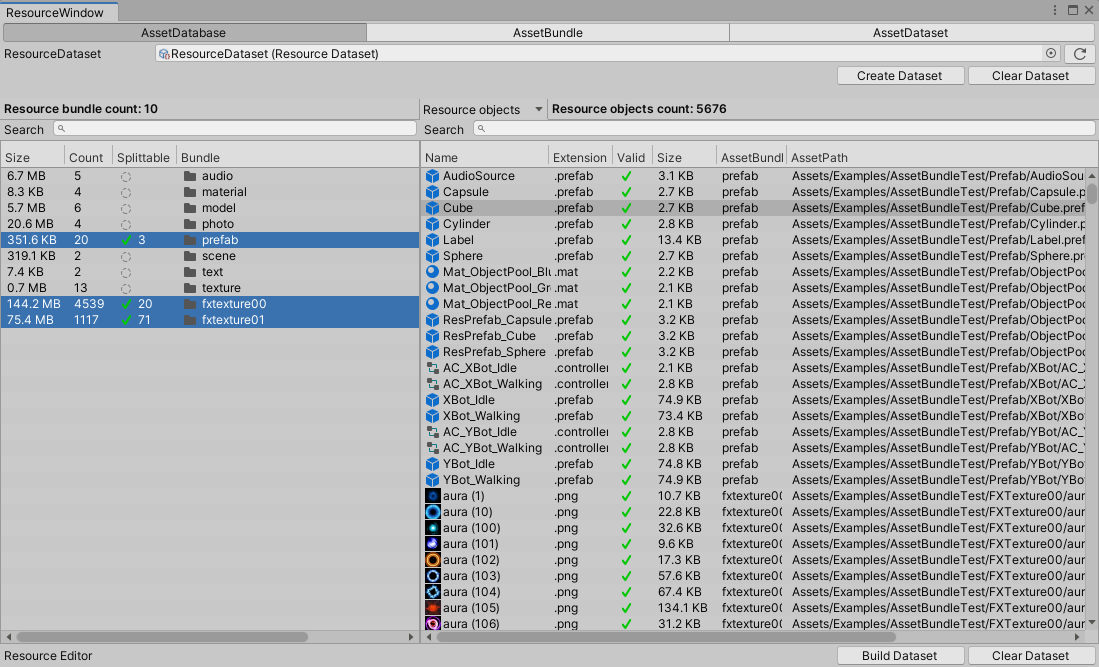 ResourceWindow
AssetDatabase AssetBundle AssetDataset
ResourceDataset ResourceDataset (Resource Dataset)
Create Dataset Clear Dataset
Resource bundle count: 10
Search
Size Count Splittable Bundle
6.7 MB 5 audio
8.3 KB 4 material
5.7 MB 6 model
20.6 MB 4 photo
351.6 KB 20 3 prefab
319.1 KB 2 scene
7.4 KB 2 text
0.7 MB 13 texture
144.2 MB 4539 20 fxtexture00
75.4 MB 1117 71 fxtexture01
Resource objects Resource objects count: 5676
Search
Name Extension Valid Size AssetBundl AssetPath
AudioSource .prefab 3.1 KB prefab Assets/Examples/AssetBundleTest/Prefab/AudioSou
Capsule .prefab 2.7 KB prefab Assets/Examples/AssetBundleTest/Prefab/Capsule.p
Cube .prefab 2.7 KB prefab Assets/Examples/AssetBundleTest/Prefab/Cube.pref
Cylinder .prefab 2.8 KB prefab Assets/Examples/AssetBundleTest/Prefab/Cylinder.p
Label .prefab 13.4 KB prefab Assets/Examples/AssetBundleTest/Prefab/Label.pref
Sphere .prefab 2.7 KB prefab Assets/Examples/AssetBundleTest/Prefab/Sphere.pr
Mat_ObjectPool_Bl .mat 2.2 KB prefab Assets/Examples/AssetBundleTest/Prefab/ObjectPoo
Mat_ObjectPool_Gr .mat 2.1 KB prefab Assets/Examples/AssetBundleTest/Prefab/ObjectPoo
Mat_ObjectPool_Re .mat 2.1 KB prefab Assets/Examples/AssetBundleTest/Prefab/ObjectPoo
ResPrefab_Capsule .prefab 3.2 KB prefab Assets/Examples/AssetBundleTest/Prefab/ObjectPoo
ResPrefab_Cube .prefab 3.2 KB prefab Assets/Examples/AssetBundleTest/Prefab/ObjectPoo
ResPrefab_Sphere .prefab 3.2 KB prefab Assets/Examples/AssetBundleTest/Prefab/ObjectPoo
AC_XBot_Idle .controller 2.1 KB prefab Assets/Examples/AssetBundleTest/Prefab/XBot/AC_
AC_XBot_Walking .controller 2.8 KB prefab Assets/Examples/AssetBundleTest/Prefab/XBot/AC_
XBot_Idle .prefab 74.9 KB prefab Assets/Examples/AssetBundleTest/Prefab/XBot/XBot
XBot_Walking .prefab 73.4 KB prefab Assets/Examples/AssetBundleTest/Prefab/XBot/XBot
AC_YBot_Idle .controller 2.8 KB prefab Assets/Examples/AssetBundleTest/Prefab/YBot/AC_
AC_YBot_Walking .controller 2.8 KB prefab Assets/Examples/AssetBundleTest/Prefab/YBot/AC_
YBot_Idle .prefab 74.8 KB prefab Assets/Examples/AssetBundleTest/Prefab/YBot/YBo
YBot_Walking .prefab 74.9 KB prefab Assets/Examples/AssetBundleTest/Prefab/YBot/YBo
aura (1) .png 10.7 KB fxtexture0 Assets/Examples/AssetBundleTest/FXTexture00/aur
aura (10) .png 22.8 KB fxtexture0 Assets/Examples/AssetBundleTest/FXTexture00/aur
aura (100) .png 32.6 KB fxtexture0 Assets/Examples/AssetBundleTest/FXTexture00/aur
aura (101) .png 9.6 KB fxtexture0 Assets/Examples/AssetBundleTest/FXTexture00/aur
aura (102) .png 17.3 KB fxtexture0 Assets/Examples/AssetBundleTest/FXTexture00/aur
aura (103) .png 57.6 KB fxtexture0 Assets/Examples/AssetBundleTest/FXTexture00/aur
aura (104) .png 67.4 KB fxtexture0 Assets/Examples/AssetBundleTest/FXTexture00/aur
aura (105) .png 134.1 KB fxtexture0 Assets/Examples/AssetBundleTest/FXTexture00/aur
aura (106) .png 31.2 KB fxtexture0 Assets/Examples/AssetBundleTest/FXTexture00/aur
Resource Editor Build Dataset Clear Dataset